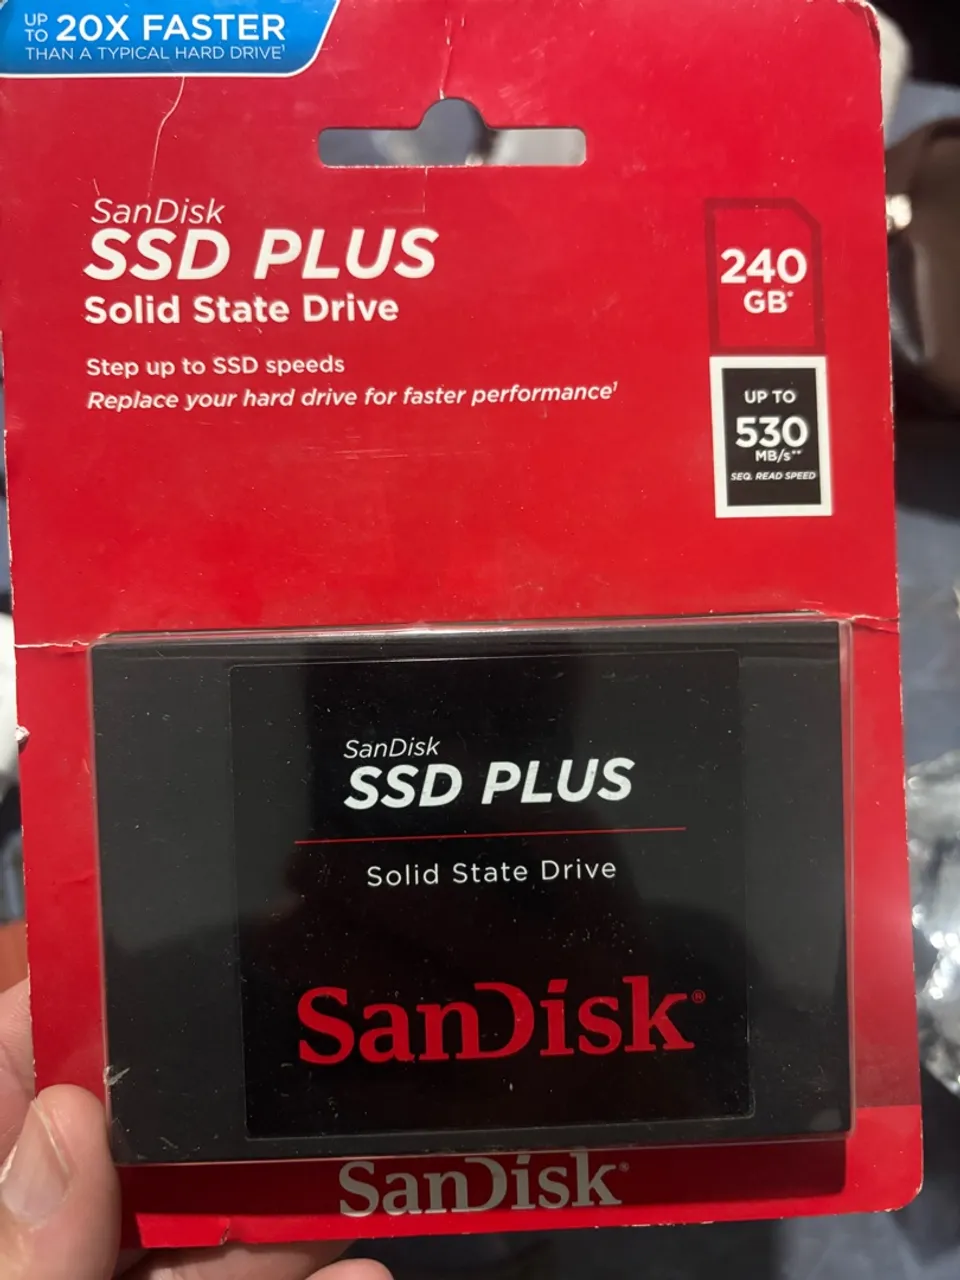 UP TO 20X FASTER
THAN A TYPICAL HARD DRIVE¹
SanDisk
SSD PLUS
Solid State Drive
Step up to SSD speeds
Replace your hard drive for faster performance¹
240
GB*
UP TO
530
MB/s**
SEQ. READ SPEED
SanDisk
SSD PLUS
Solid State Drive
SanDisk®
SanDisk®